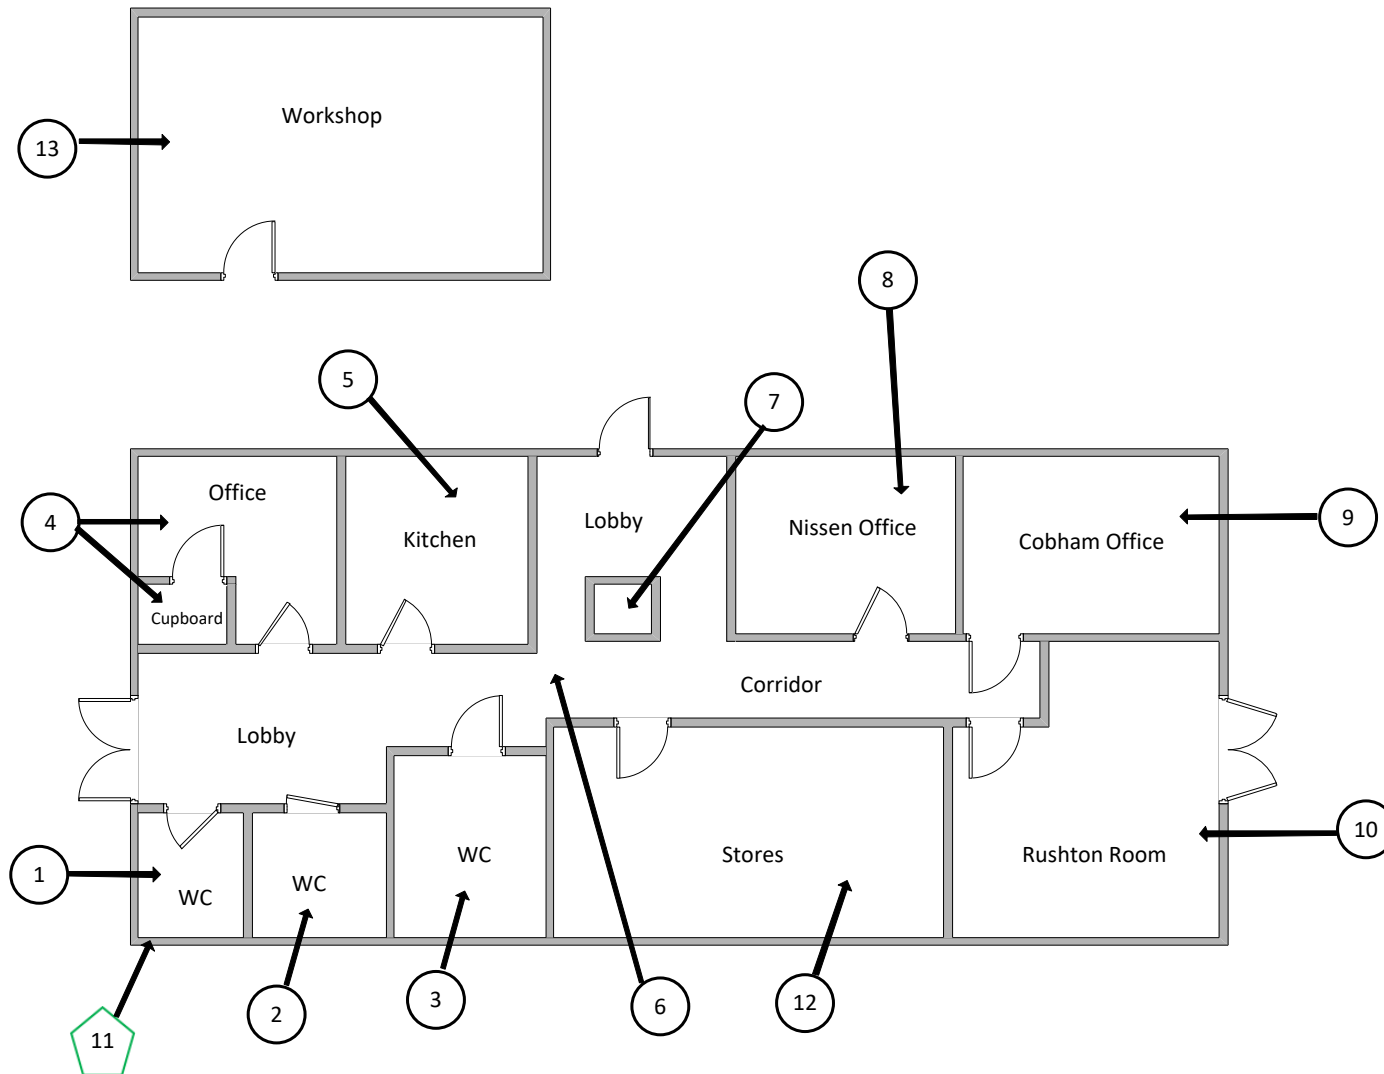 Workshop
13
8
5
7
Office
4
Lobby
Nissen Office
9
Kitchen
Cobham Office
Cupboard
Corridor
Lobby
10
Stores
Rushton Room
WC
1
WC
WC
3
12
6
2
11